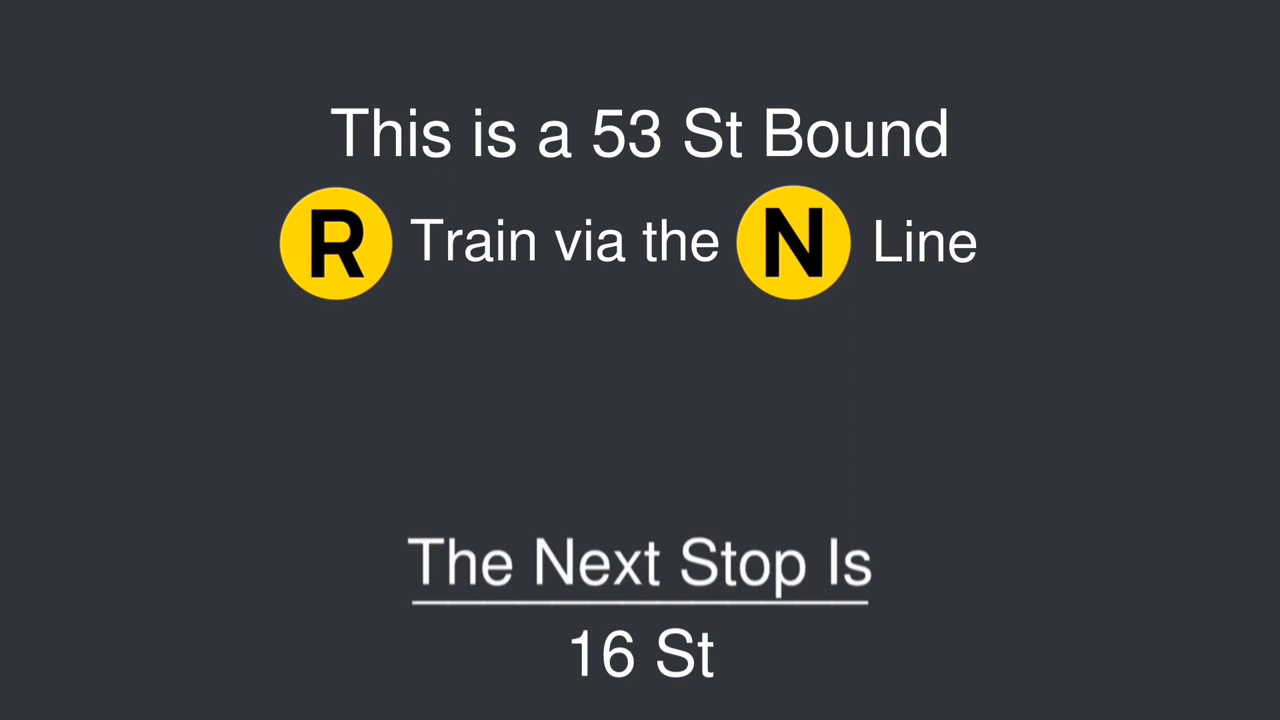 This is a 53 St Bound
R Train via the N Line
The Next Stop Is
16 St